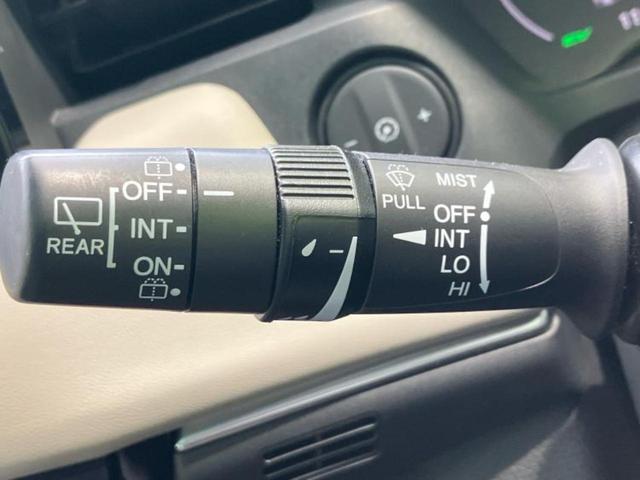 REAR
OFF
INT
ON
PULL
MIST
OFF
INT
LO
HI